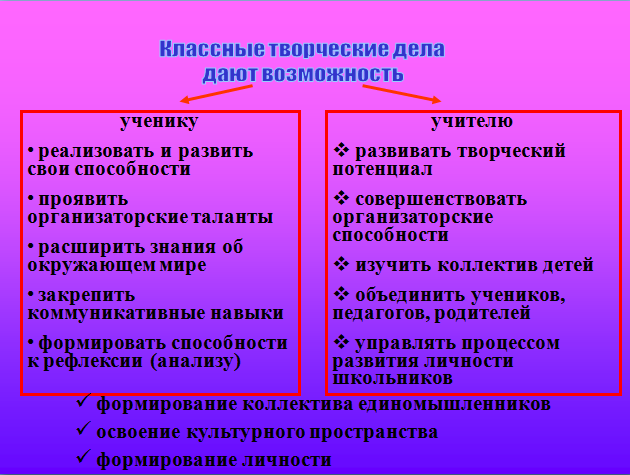 Классные творческие дела
дают возможность
ученику
• реализовать и развить
свои способности
• проявить
организаторские таланты
• расширить знания об
окружающем мире
• закрепить
коммуникативные навыки
• формировать способности
к рефлексии (анализу)
учителю
❖ развивать творческий
потенциал
❖ совершенствовать
организаторские
способности
❖ изучить коллектив детей
❖ объединить учеников,
педагогов, родителей
❖ управлять процессом
развития личности
школьников
✓ формирование коллектива единомышленников
✓ освоение культурного пространства
✓ формирование личности